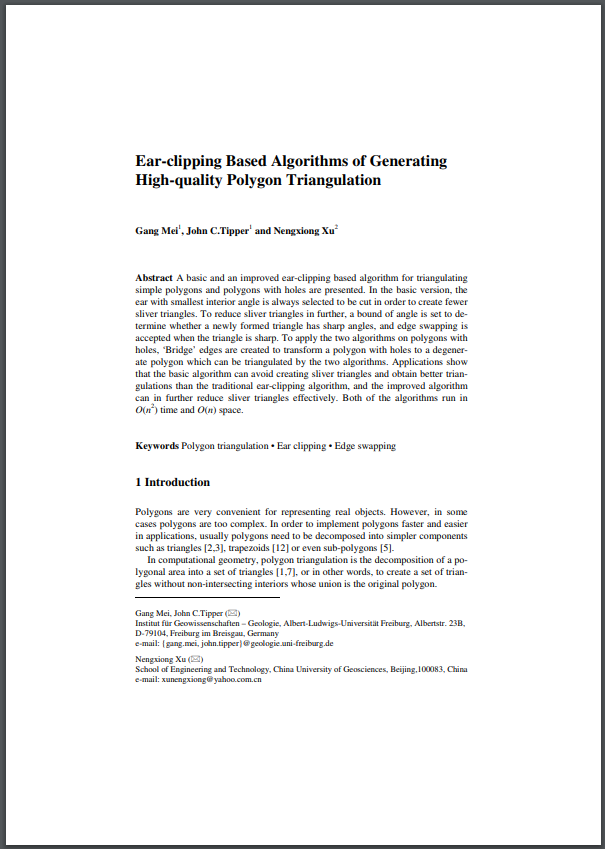 Ear-clipping Based Algorithms of Generating
High-quality Polygon Triangulation
Gang Mei1, John C.Tipper1 and Nengxiong Xu2
Abstract A basic and an improved ear-clipping based algorithm for triangulating
simple polygons and polygons with holes are presented. In the basic version, the
ear with smallest interior angle is always selected to be cut in order to create fewer
sliver triangles. To reduce sliver triangles in further, a bound of angle is set to de-
termine whether a newly formed triangle has sharp angles, and edge swapping is
accepted when the triangle is sharp. To apply the two algorithms on polygons with
holes, ‘Bridge’ edges are created to transform a polygon with holes to a degener-
ate polygon which can be triangulated by the two algorithms. Applications show
that the basic algorithm can avoid creating sliver triangles and obtain better trian-
gulations than the traditional ear-clipping algorithm, and the improved algorithm
can in further reduce sliver triangles effectively. Both of the algorithms run in
O(n2) time and O(n) space.
Keywords Polygon triangulation • Ear clipping • Edge swapping
1 Introduction
Polygons are very convenient for representing real objects. However, in some
cases polygons are too complex. In order to implement polygons faster and easier
in applications, usually polygons need to be decomposed into simpler components
such as triangles [2,3], trapezoids [12] or even sub-polygons [5].
In computational geometry, polygon triangulation is the decomposition of a po-
lygonal area into a set of triangles [1,7], or in other words, to create a set of trian-
gles without non-intersecting interiors whose union is the original polygon.
Gang Mei, John C.Tipper (✉)
Institut für Geowissenschaften – Geologie, Albert-Ludwigs-Universität Freiburg, Albertstr. 23B,
D-79104, Freiburg im Breisgau, Germany
e-mail: {gang.mei, john.tipper}@geologie.uni-freiburg.de
Nengxiong Xu (✉)
School of Engineering and Technology, China University of Geosciences, Beijing,100083, China
e-mail: xunengxiong@yahoo.com.cn